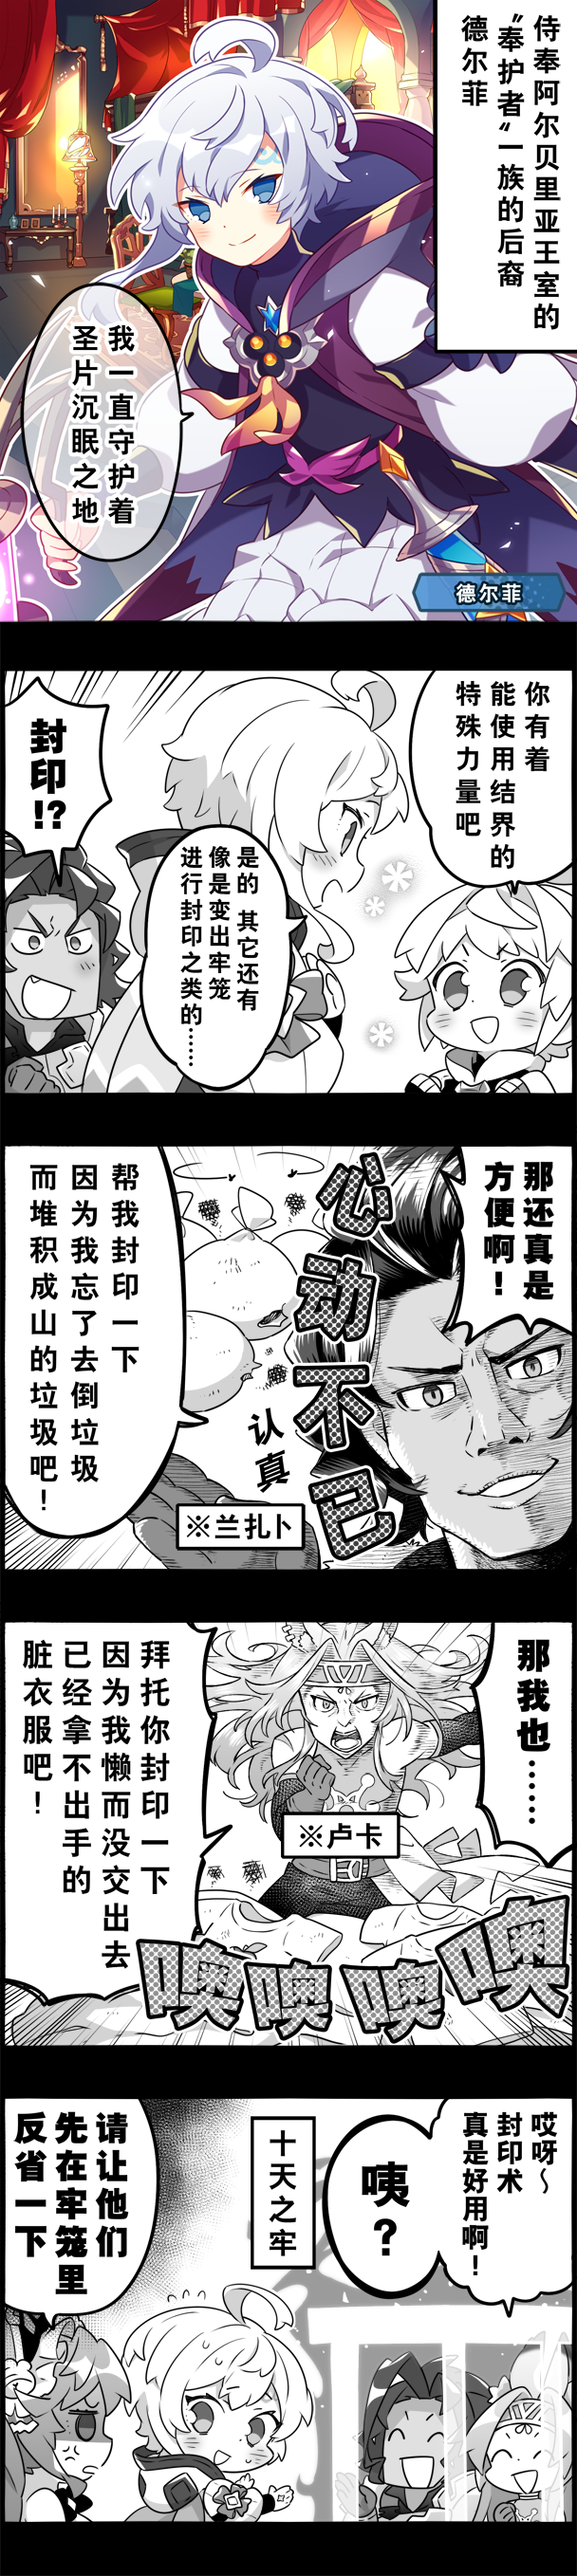 侍奉阿尔贝里亚王室的
“奉护者”一族的后裔
德尔菲
我一直守护着
圣片沉眠之地
德尔菲
你有着
能使用结界的
特殊力量吧
是的 其它还有
像是变出牢笼
进行封印之类的……
封印!?
那还真是
方便啊！
心动不已
认真
※兰扎卜
帮我封印一下
因为我忘了去倒垃圾
而堆积成山的垃圾吧！
那我也……
※卢卡
拜托你封印一下
因为我懒而没交出去
已经拿不出手的
脏衣服吧！
噢噢噢噢
哎呀～
封印术
真是好用啊！
咦？
十天之牢
请让他们
先在牢笼里
反省一下